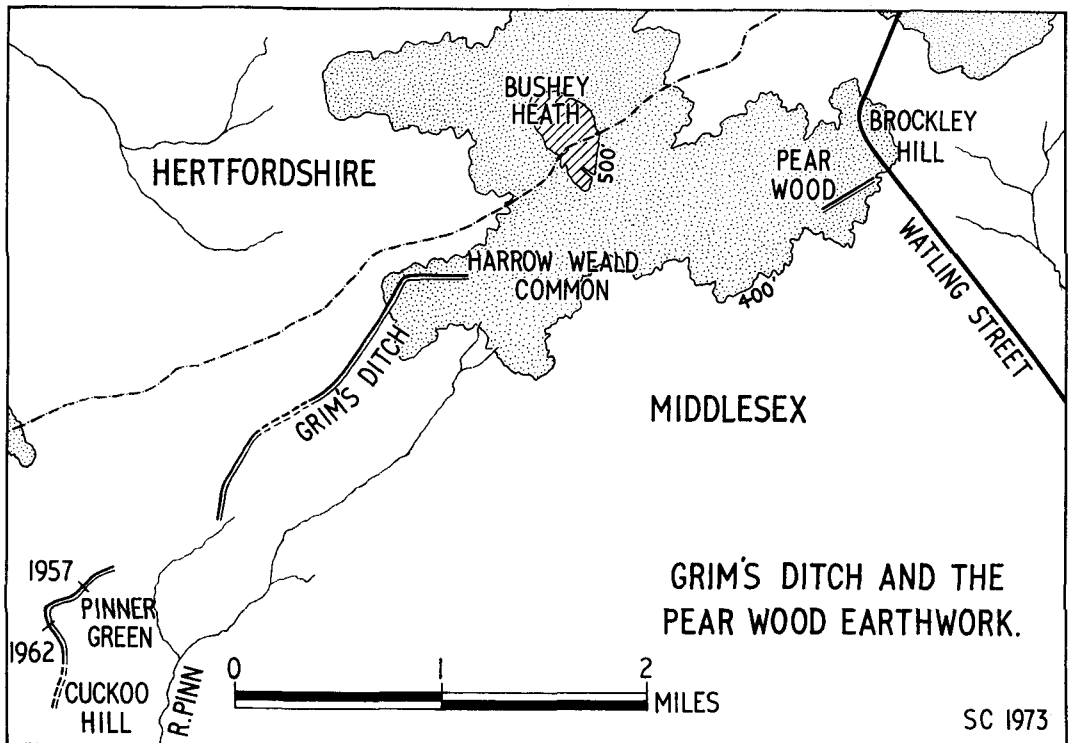 BUSHEY
HEATH
500'
HERTFORDSHIRE
BROCKLEY
HILL
PEAR
WOOD
WATLING STREET
HARROW WEALD
COMMON
400'
GRIM'S DITCH
MIDDLESEX
1957
PINNER
GREEN
1962
CUCKOO
HILL
R. PINN
GRIM'S DITCH AND THE
PEAR WOOD EARTHWORK.
0 1 2
MILES
SC 1973